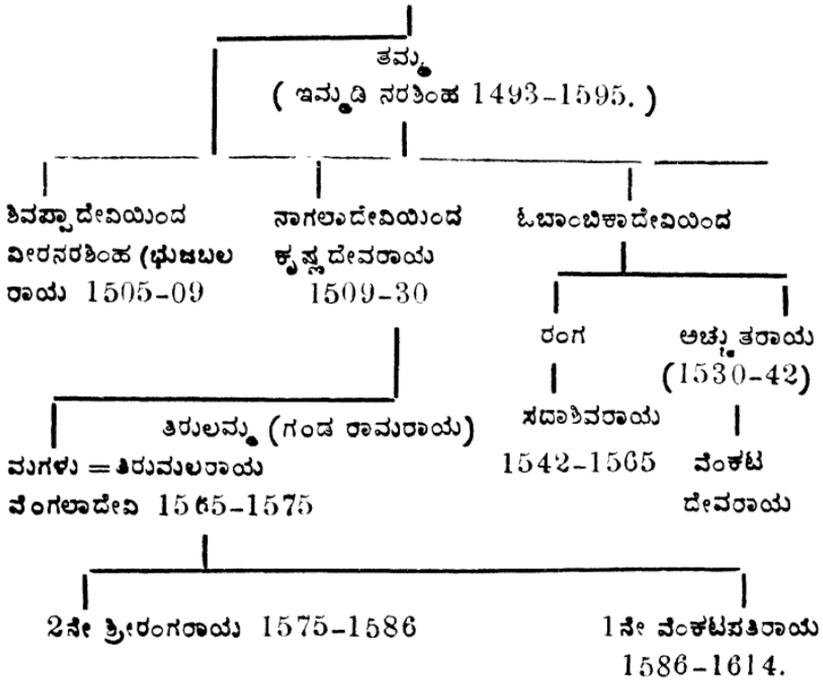 ತಮ್ಮ
( ಇಮ್ಮಡಿ ನರಸಿಂಹ 1493-1595. )
ಶಿವಪ್ಪಾದೇವಿಯಿಂದ
ವೀರನರಶಿಂಹ (ಭುಜಬಲ
ರಾಯ 1505-09
ನಾಗಲಾದೇವಿಯಿಂದ
ಕೃಷ್ಣದೇವರಾಯ
1509-30
ಓಬಾಂಬಿಕಾದೇವಿಯಿಂದ
ರಂಗ
ಅಚ್ಚುತರಾಯ
(1530-42)
ಸದಾಶಿವರಾಯ
1542-1565
ವೆಂಕಟ
ದೇವರಾಯ
ತಿರುಲಮ್ಮ (ಗಂಡ ರಾಮರಾಯ)
ಮಗಳು = ತಿರುಮಲರಾಯ
ವೆಂಗಲಾದೇವಿ 1565-1575
2ನೇ ಶ್ರೀರಂಗರಾಯ 1575-1586
1ನೇ ವೆಂಕಟಪತಿರಾಯ
1586-1614.